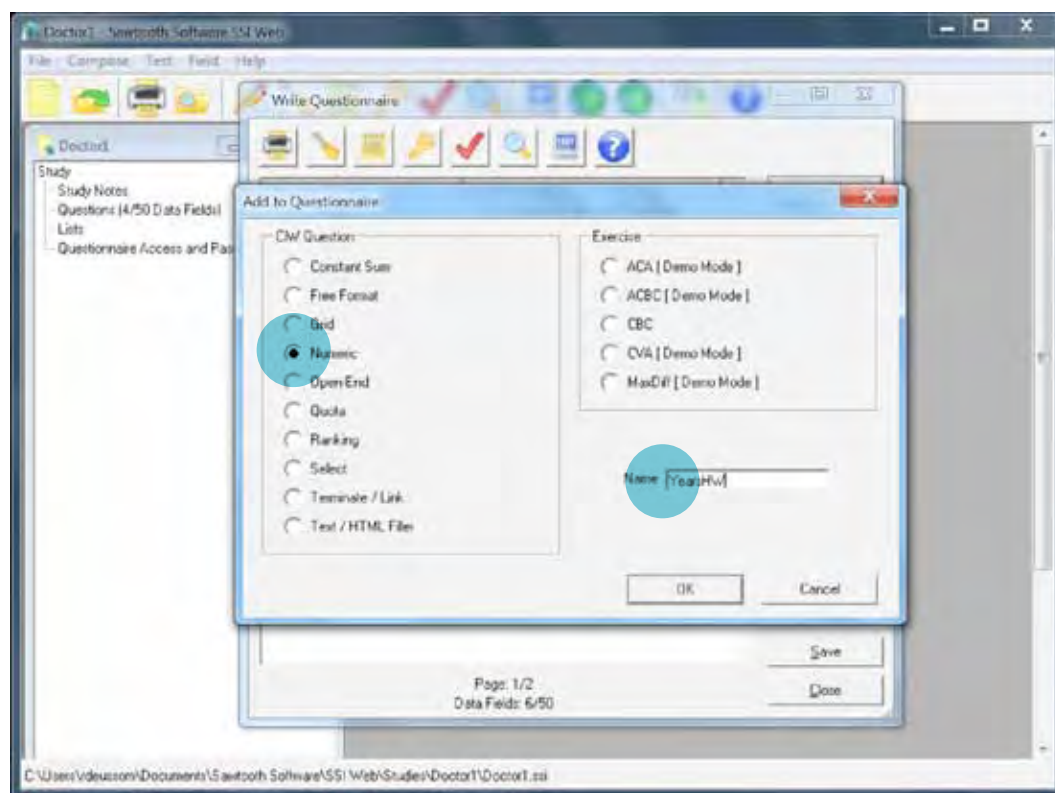 Doctor1 - Sawtooth Software SSI Web
File Compose Test Field Help
Write Questionnaire
Doctor1
Study
Study Notes
Questions (4/50 Data Fields)
Lists
Questionnaire Access and Pas
Add to Questionnaire
CiW Question
Constant Sum
Free Format
Grid
Numeric
Open End
Quota
Ranking
Select
Terminate / Link
Text / HTML Filler
Exercise
ACA [ Demo Mode ]
ACBC [ Demo Mode ]
CBC
CVA [ Demo Mode ]
MaxDiff [ Demo Mode ]
Name YearsHW
OK Cancel
Save
Page: 1/2
Data Fields: 6/50
Close
C:\Users\vdeussom\Documents\Sawtooth Software\SSI Web\Studies\Doctor1\Doctor1.ssi